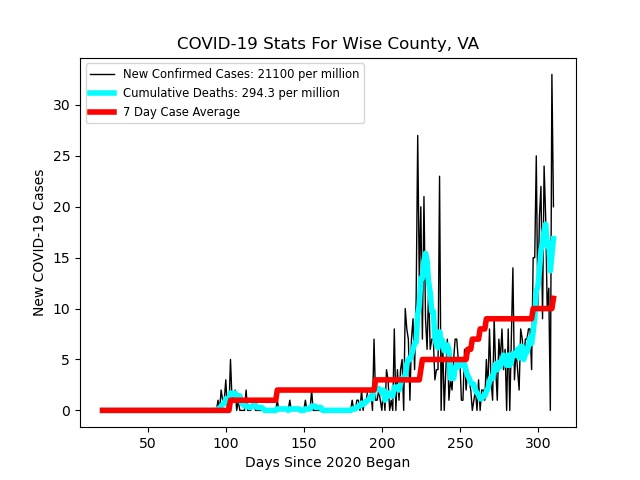 COVID-19 Stats For Wise County, VA
New Confirmed Cases: 21100 per million
Cumulative Deaths: 294.3 per million
7 Day Case Average
New COVID-19 Cases
30
25
20
15
10
5
0
50 100 150 200 250 300
Days Since 2020 Began